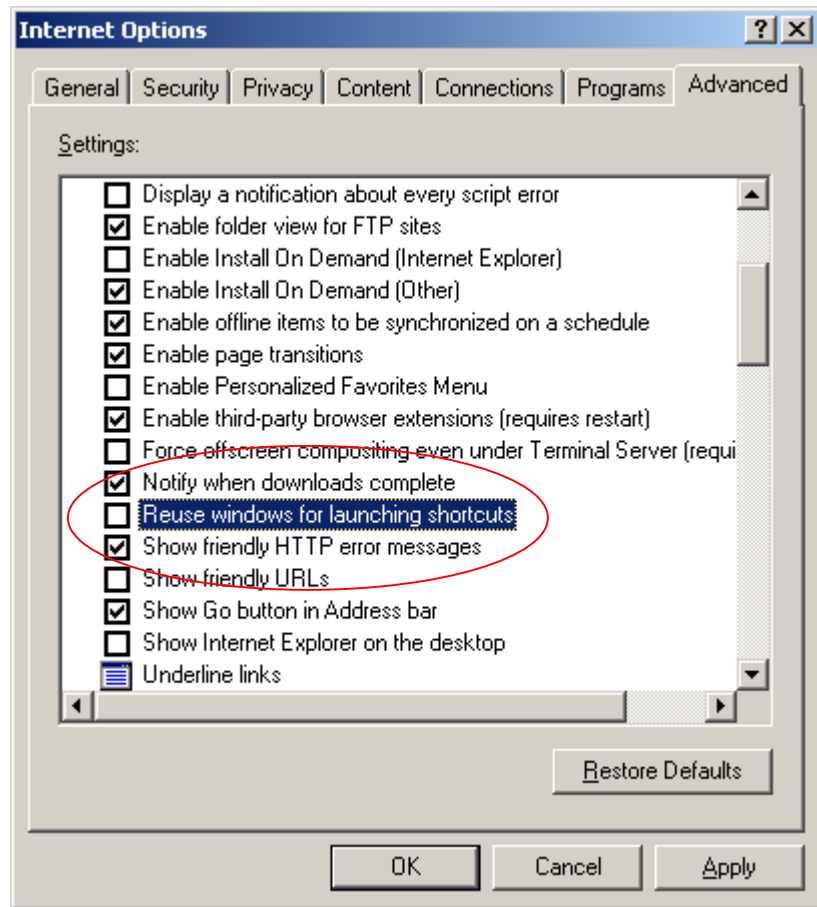 Internet Options
General Security Privacy Content Connections Programs Advanced
Settings:
Display a notification about every script error
Enable folder view for FTP sites
Enable Install On Demand (Internet Explorer)
Enable Install On Demand (Other)
Enable offline items to be synchronized on a schedule
Enable page transitions
Enable Personalized Favorites Menu
Enable third-party browser extensions (requires restart)
Force offscreen compositing even under Terminal Server (requi
Notify when downloads complete
Reuse windows for launching shortcuts
Show friendly HTTP error messages
Show friendly URLs
Show Go button in Address bar
Show Internet Explorer on the desktop
Underline links
Restore Defaults
OK Cancel Apply